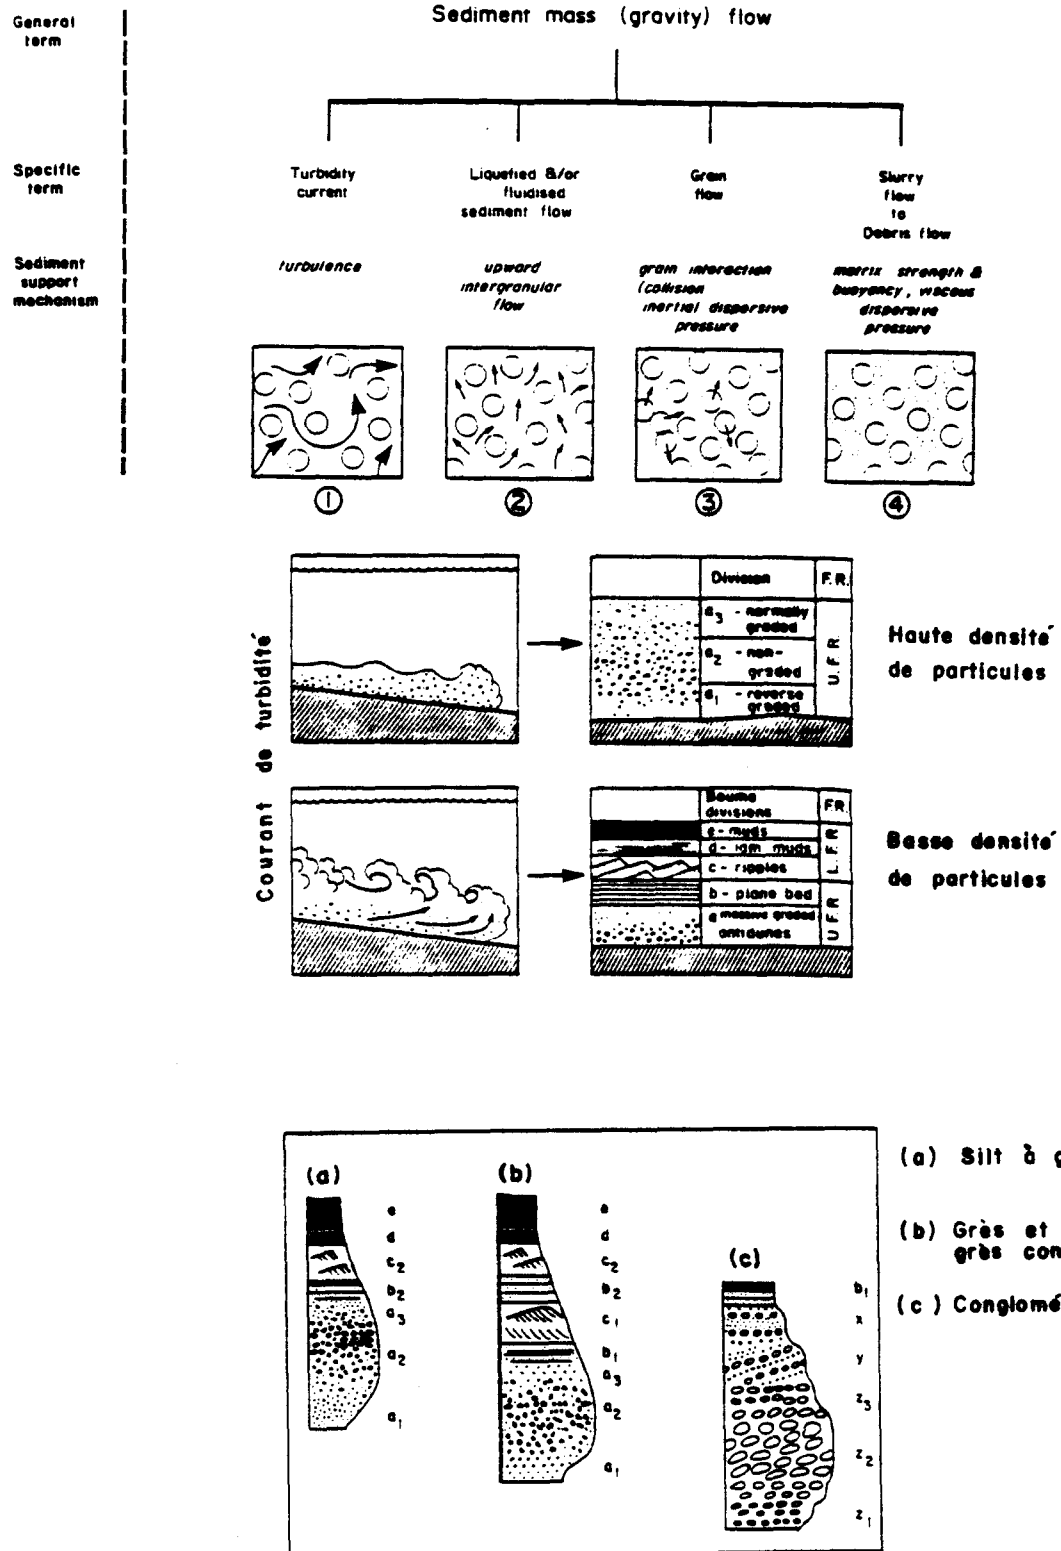 General
term
Sediment mass (gravity) flow
Specific
term
Turbidity
current
Liquefied &/or
fluidised
sediment flow
Grain
flow
Slurry
flow
to
Debris flow
Sediment
support
mechanism
turbulence
upward
intergranular
flow
grain interaction
(collision
inertial dispersive
pressure
matrix strength &
buoyancy, viscous
dispersive
pressure
1
2
3
4
Courant de turbidité
Division
F.R.
a3 - normally
graded
a2 - non-
graded
a1 - reverse
graded
U.F.R.
Haute densité
de particules
Bouma
divisions
F.R.
e - muds
d - lam muds
c - ripples
b - plane bed
a massive graded
antidunes
L.F.R.
U.F.R
Basse densité
de particules
(a)
e
d
c2
b2
a3
a2
a1
(b)
e
d
c2
b2
c1
b1
a3
a2
a1
(c)
b1
x
y
z3
z2
z1
(a) Silt à
(b) Grès et
grès
(c)